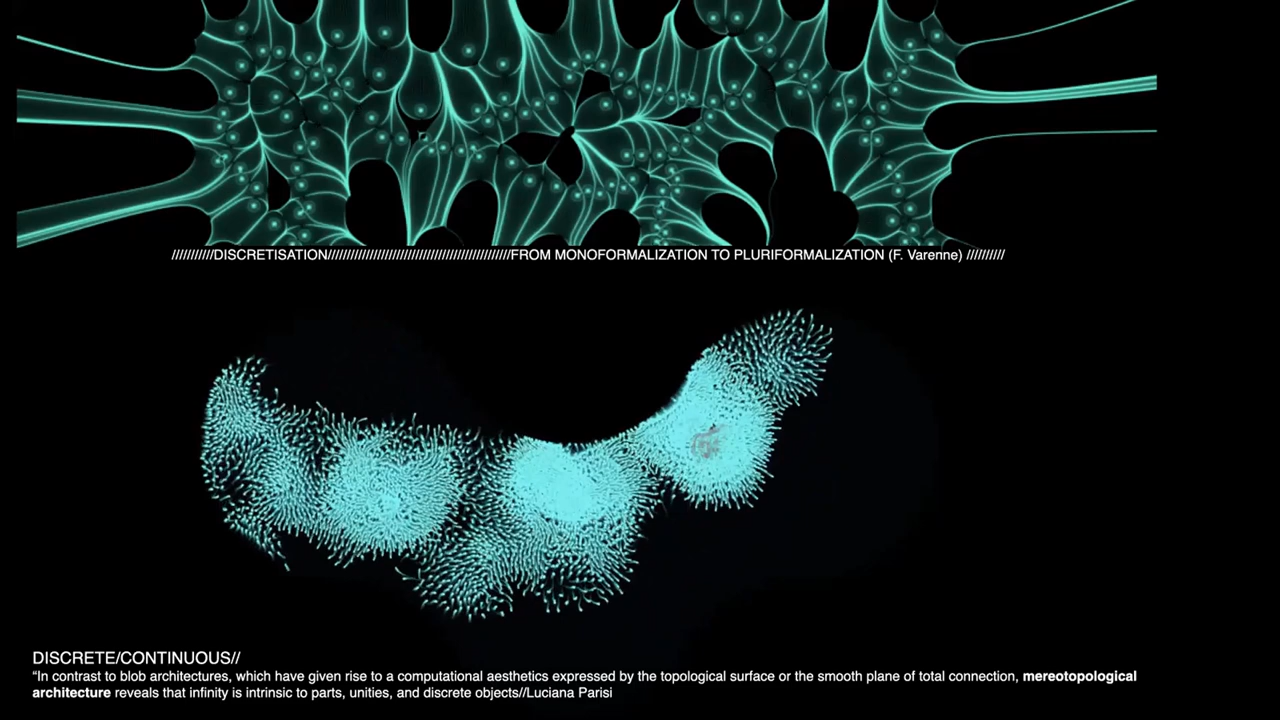 ///////////DISCRETISATION///////////////////////////////////////////////FROM MONOFORMALIZATION TO PLURIFORMALIZATION (F. Varenne) //////////
DISCRETE/CONTINUOUS//
“In contrast to blob architectures, which have given rise to a computational aesthetics expressed by the topological surface or the smooth plane of total connection, mereotopological
architecture reveals that infinity is intrinsic to parts, unities, and discrete objects//Luciana Parisi